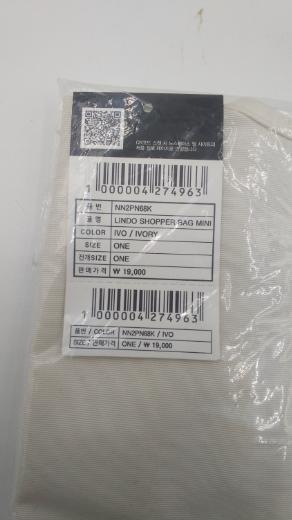 1 000004 274963
품 번 NN2PN68K
품 명 LINDO SHOPPER BAG MINI
COLOR IVO / IVORY
SIZE ONE
전개SIZE ONE
판매가격 ₩ 19,000
1 000004 274963
품번 / COLOR NN2PN68K / IVO
SIZE / 판매가격 ONE / ₩ 19,000